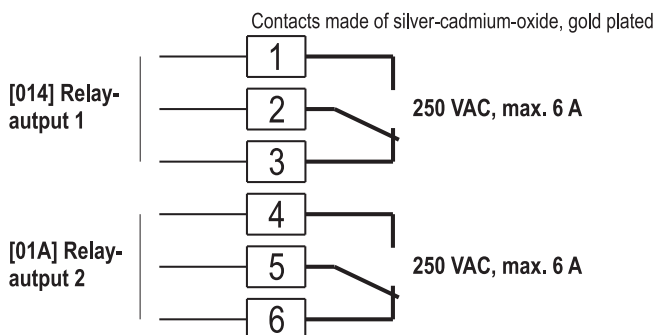 Contacts made of silver-cadmium-oxide, gold plated
1
[014] Relay-
autput 1
2
250 VAC, max. 6 A
3
4
[01A] Relay-
autput 2
5
250 VAC, max. 6 A
6